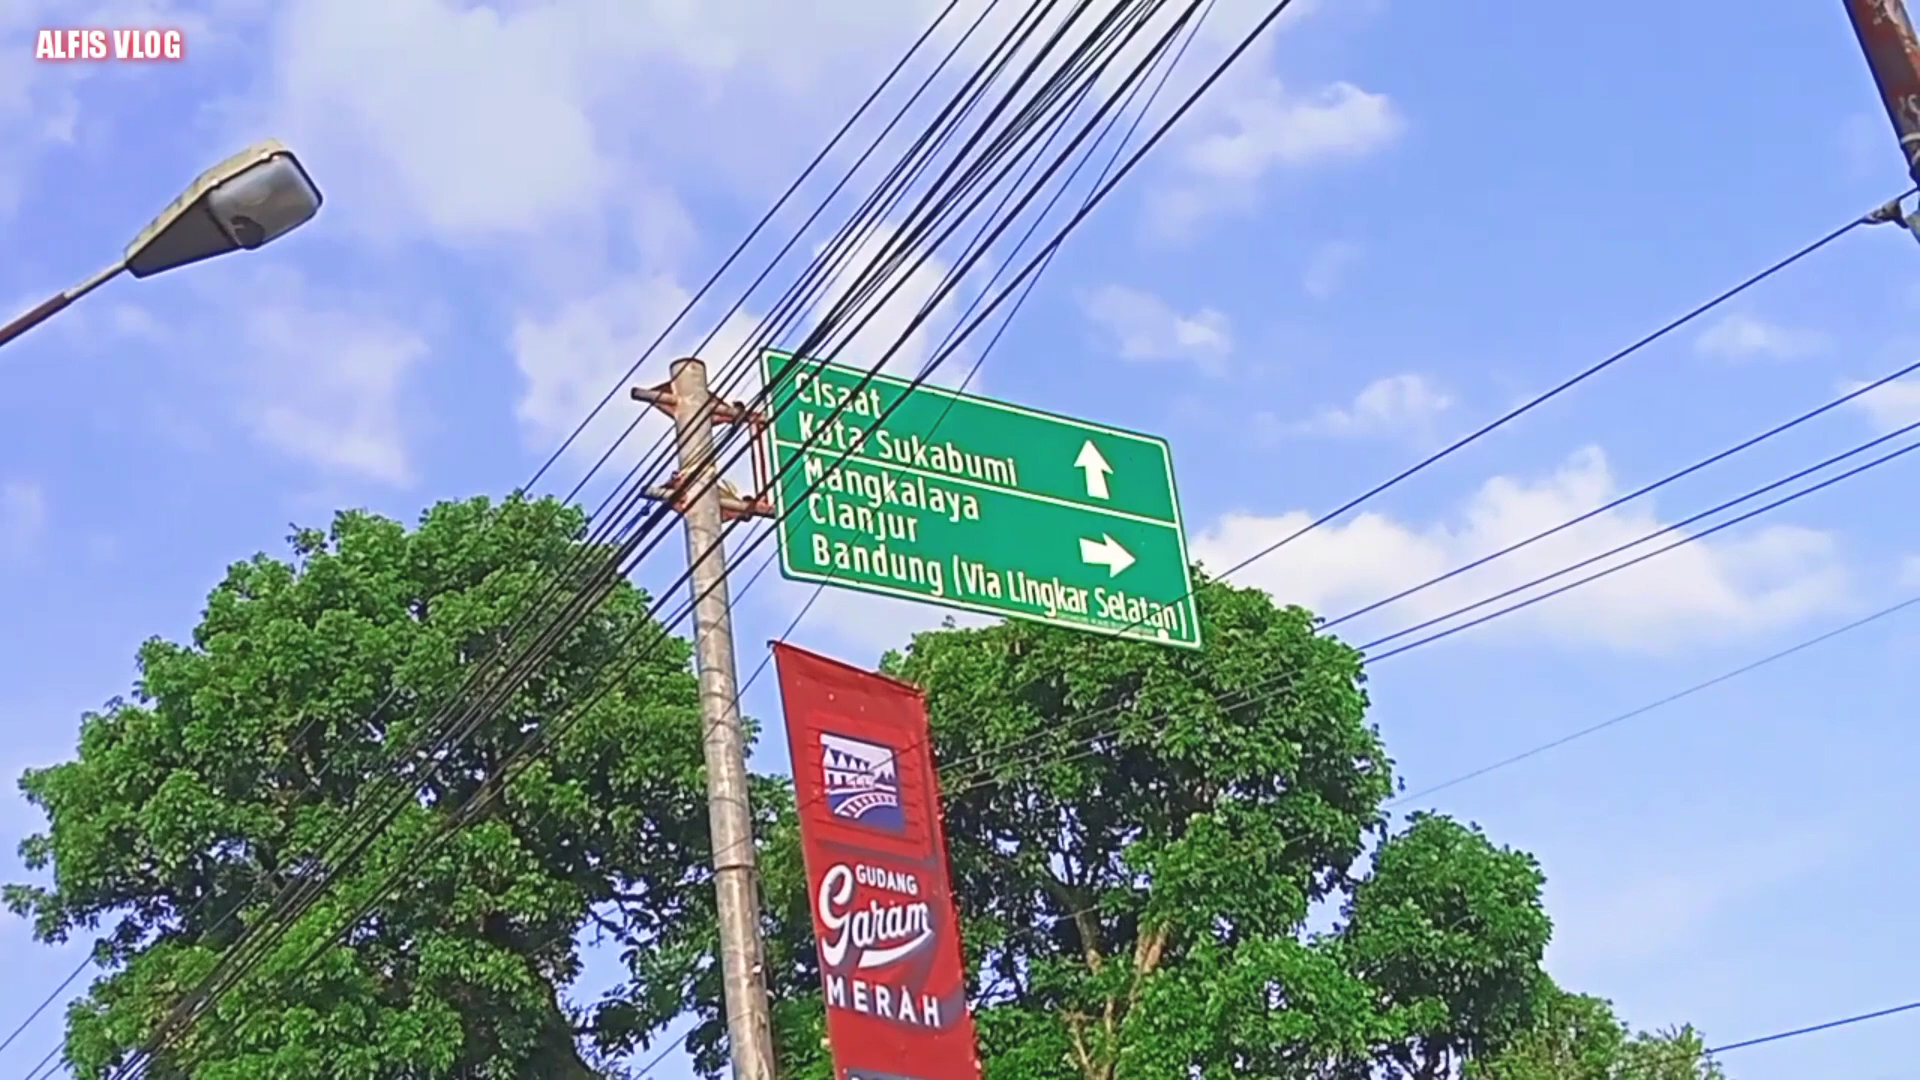 ALFIS VLOG
Cisaat
Kota Sukabumi
Mangkalaya
Cianjur
Bandung (Via Lingkar Selatan)
GUDANG
Garam
MERAH